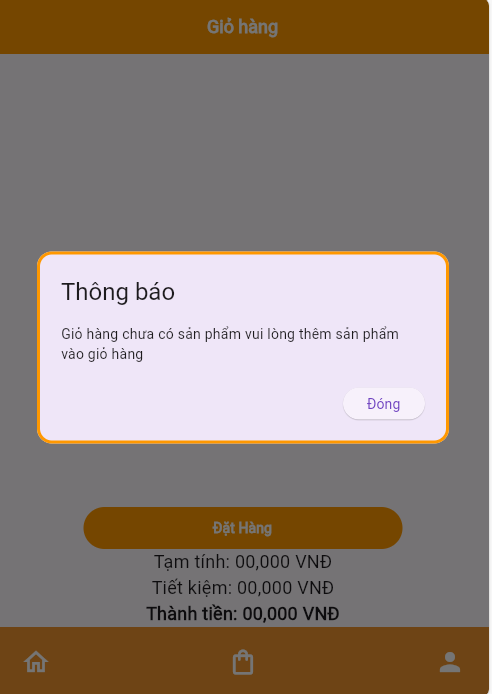 Giỏ hàng
Thông báo
Giỏ hàng chưa có sản phẩm vui lòng thêm sản phẩm
vào giỏ hàng
Đóng
Đặt Hàng
Tạm tính: 00,000 VNĐ
Tiết kiệm: 00,000 VNĐ
Thành tiền: 00,000 VNĐ